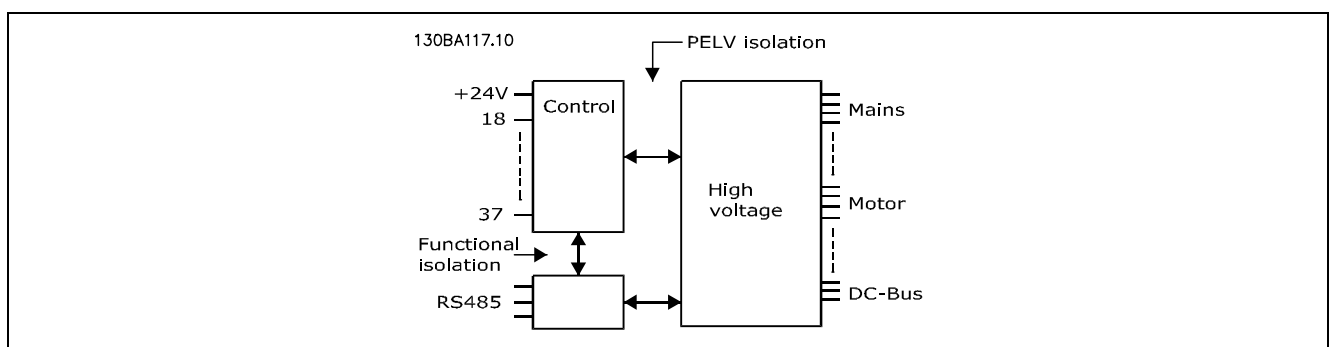 130BA117.10
PELV isolation
+24V
Control
18
Mains
High
voltage
Motor
37
Functional
isolation
RS485
DC-Bus